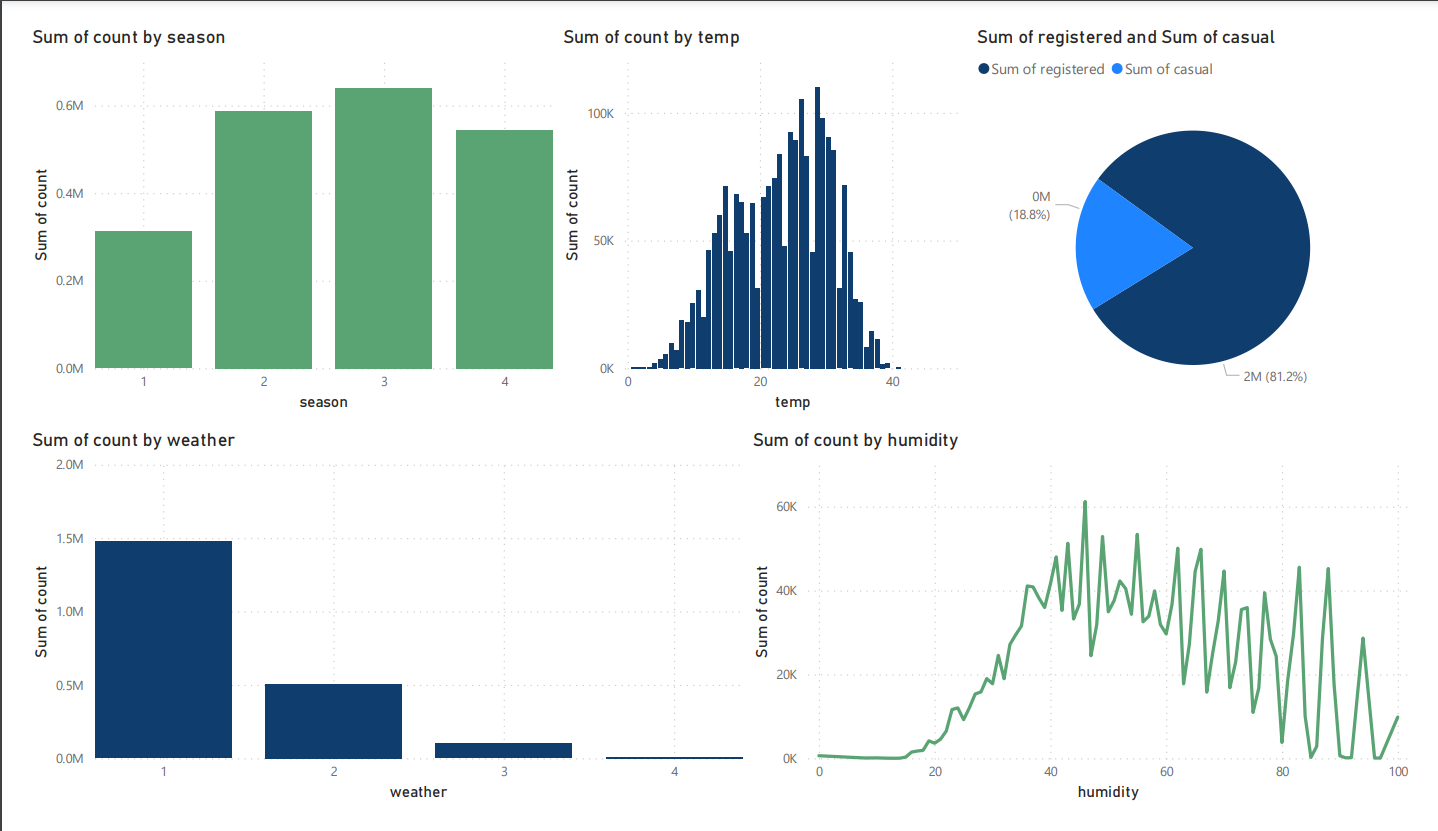 Sum of count by season
Sum of count
0.6M
0.4M
0.2M
0.0M
1 2 3 4
season
Sum of count by temp
Sum of count
100K
50K
0K
0 20 40
temp
Sum of registered and Sum of casual
Sum of registered Sum of casual
0M
(18.8%)
2M (81.2%)
Sum of count by weather
Sum of count
2.0M
1.5M
1.0M
0.5M
0.0M
1 2 3 4
weather
Sum of count by humidity
Sum of count
60K
40K
20K
0K
0 20 40 60 80 100
humidity